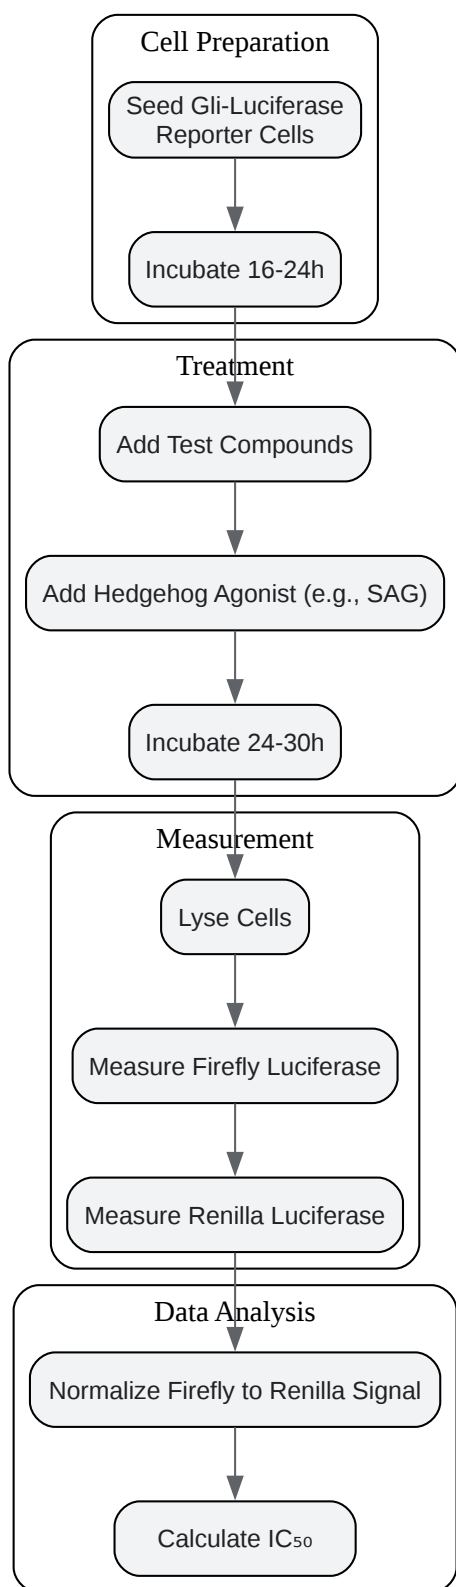 Cell Preparation
Seed Gli-Luciferase
Reporter Cells
Incubate 16-24h
Treatment
Add Test Compounds
Add Hedgehog Agonist (e.g., SAG)
Incubate 24-30h
Measurement
Lyse Cells
Measure Firefly Luciferase
Measure Renilla Luciferase
Data Analysis
Normalize Firefly to Renilla Signal
Calculate IC₅₀